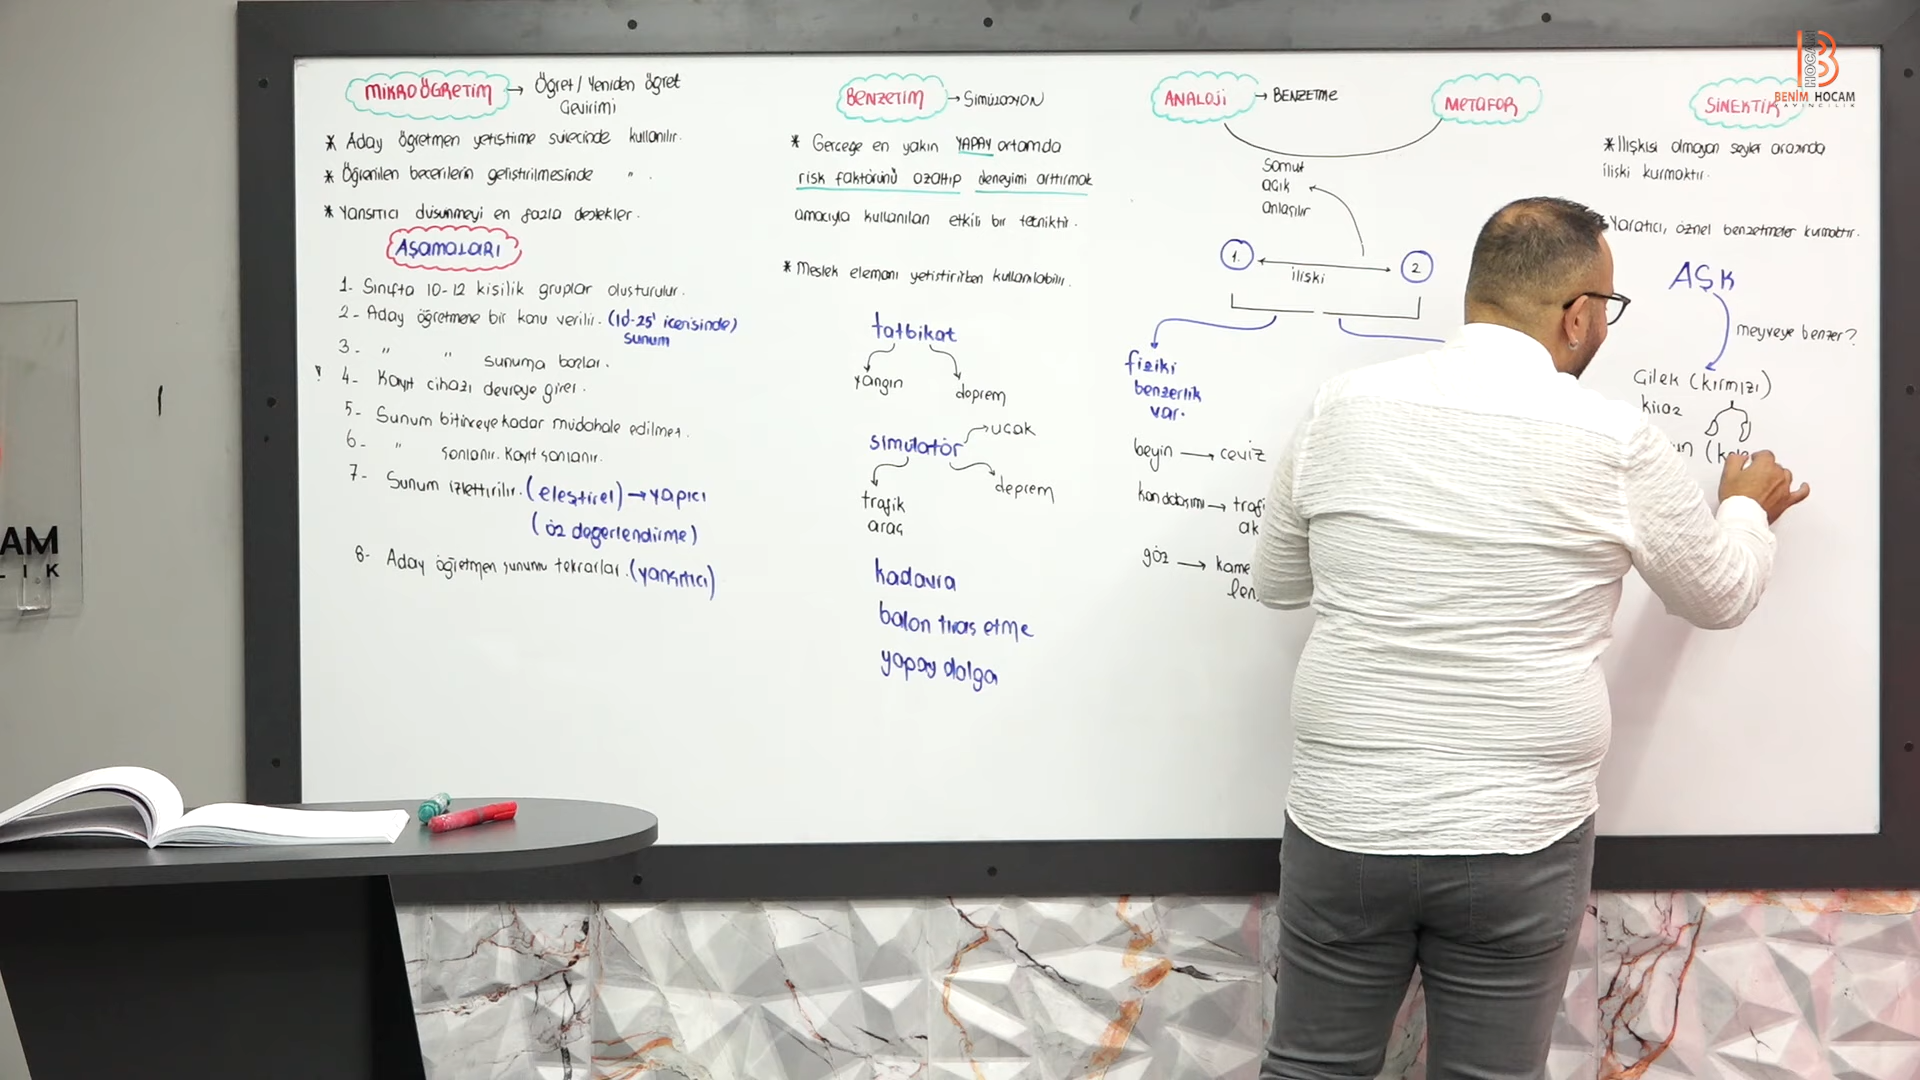 MİKROÖĞRETİM → Öğret / Yeniden öğret
Çevirimi
* Aday öğretmen yetiştirme sürecinde kullanılır.
* Öğrenilen becerilerin geliştirilmesinde " .
* Yansıtıcı düşünmeyi en fazla destekler.
AŞAMALARI
1- Sınıfta 10-12 kişilik gruplar oluşturulur.
2- Aday öğretmene bir konu verilir. (10-25' içerisinde)
sunum
3- " " sunuma başlar.
! 4- Kayıt cihazı devreye girer.
5- Sunum bitinceye kadar müdahale edilmez.
6- " sonlanır. Kayıt sonlanır.
7- Sunum izlettirilir. (eleştirel) → yapıcı
(öz değerlendirme)
8- Aday öğretmen sunumu tekrarlar. (yansıtıcı)
BENZETİM → SİMÜLASYON
* Gerçeğe en yakın YAPAY ortamda
risk faktörünü azaltıp deneyimi arttırmak
amacıyla kullanılan etkili bir tekniktir.
* Meslek elemanı yetiştirirken kullanılabilir.
tatbikat
yangın
deprem
simülatör → uçak
trafik
araç
deprem
kadavra
balon tıraş etme
yapay dalga
ANALOJİ → BENZETME
METAFOR
Somut
açık
anlaşılır
1. ilişki 2
fiziki
benzerlik
var.
beyin → ceviz
kan dolaşımı → trafi
ak
göz → kame
len
SİNEKTİK
* İlişkisi olmayan şeyler arasında
ilişki kurmaktır.
Yaratıcı, öznel benzetmeler kurmaktır.
AŞK
meyveye benzer?
Çilek (kırmızı)
kiraz
BENİM HOCAM
YAYINCILIK
HOCAM
AM
LIK